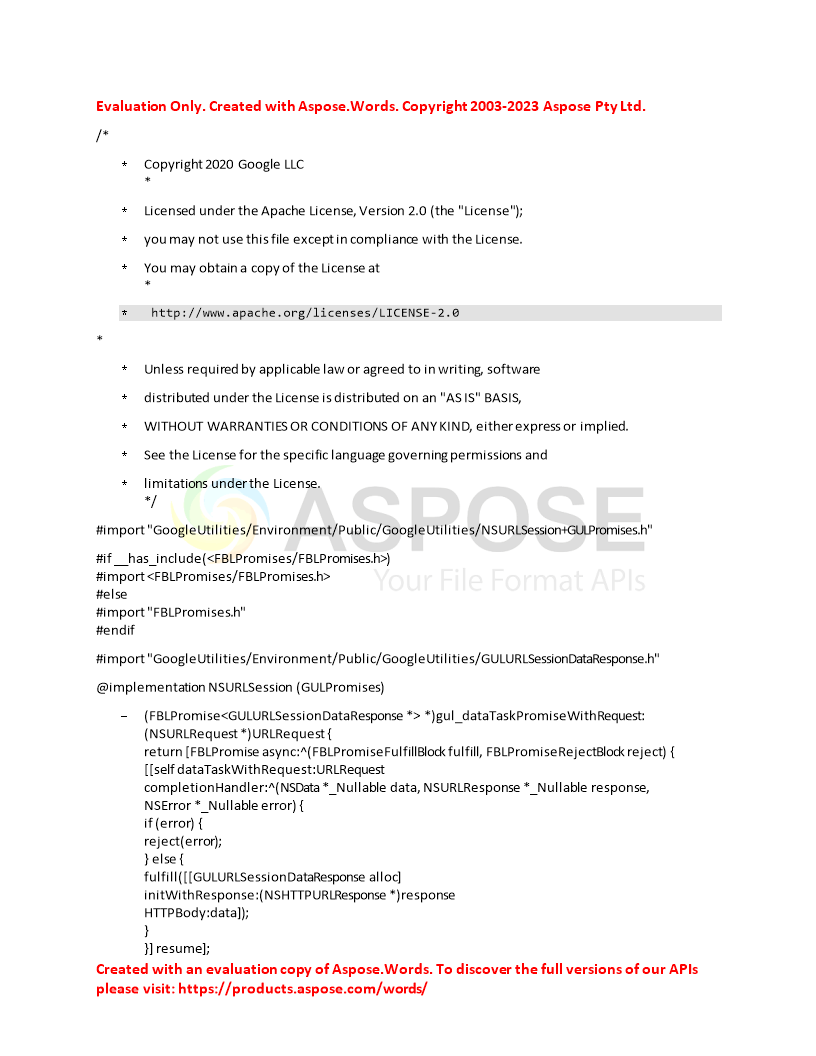 Evaluation Only. Created with Aspose.Words. Copyright 2003-2023 Aspose Pty Ltd.
/*
* Copyright 2020 Google LLC
*
* Licensed under the Apache License, Version 2.0 (the "License");
* you may not use this file except in compliance with the License.
* You may obtain a copy of the License at
*
* http://www.apache.org/licenses/LICENSE-2.0
*
* Unless required by applicable law or agreed to in writing, software
* distributed under the License is distributed on an "AS IS" BASIS,
* WITHOUT WARRANTIES OR CONDITIONS OF ANY KIND, either express or implied.
* See the License for the specific language governing permissions and
* limitations under the License.
*/
ASPOSE
Your File Format APIs
#import "GoogleUtilities/Environment/Public/GoogleUtilities/NSURLSession+GULPromises.h"
#if __has_include(<FBLPromises/FBLPromises.h>)
#import <FBLPromises/FBLPromises.h>
#else
#import "FBLPromises.h"
#endif
#import "GoogleUtilities/Environment/Public/GoogleUtilities/GULURLSessionDataResponse.h"
@implementation NSURLSession (GULPromises)
– (FBLPromise<GULURLSessionDataResponse *> *)gul_dataTaskPromiseWithRequest:
(NSURLRequest *)URLRequest {
return [FBLPromise async:^(FBLPromiseFulfillBlock fulfill, FBLPromiseRejectBlock reject) {
[[self dataTaskWithRequest:URLRequest
completionHandler:^(NSData *_Nullable data, NSURLResponse *_Nullable response,
NSError *_Nullable error) {
if (error) {
reject(error);
} else {
fulfill([[GULURLSessionDataResponse alloc]
initWithResponse:(NSHTTPURLResponse *)response
HTTPBody:data]);
}
}] resume];
Created with an evaluation copy of Aspose.Words. To discover the full versions of our APIs
please visit: https://products.aspose.com/words/